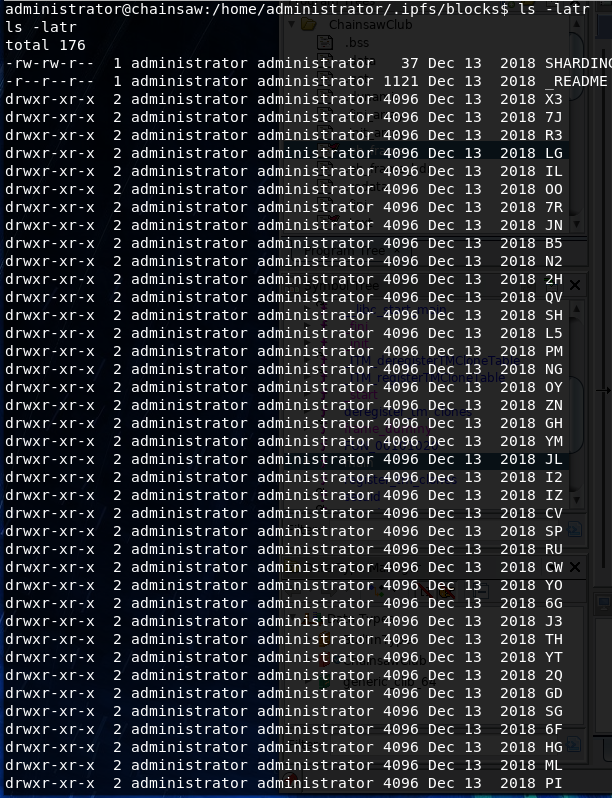 administrator@chainsaw:/home/administrator/.ipfs/blocks$ ls -latr
ls -latr
total 176
-rw-rw-r-- 1 administrator administrator 37 Dec 13 2018 SHARDING
-r--r--r-- 1 administrator administrator 1121 Dec 13 2018 _README
drwxr-xr-x 2 administrator administrator 4096 Dec 13 2018 X3
drwxr-xr-x 2 administrator administrator 4096 Dec 13 2018 7J
drwxr-xr-x 2 administrator administrator 4096 Dec 13 2018 R3
drwxr-xr-x 2 administrator administrator 4096 Dec 13 2018 LG
drwxr-xr-x 2 administrator administrator 4096 Dec 13 2018 IL
drwxr-xr-x 2 administrator administrator 4096 Dec 13 2018 OO
drwxr-xr-x 2 administrator administrator 4096 Dec 13 2018 7R
drwxr-xr-x 2 administrator administrator 4096 Dec 13 2018 JN
drwxr-xr-x 2 administrator administrator 4096 Dec 13 2018 B5
drwxr-xr-x 2 administrator administrator 4096 Dec 13 2018 N2
drwxr-xr-x 2 administrator administrator 4096 Dec 13 2018 2H
drwxr-xr-x 2 administrator administrator 4096 Dec 13 2018 QV
drwxr-xr-x 2 administrator administrator 4096 Dec 13 2018 SH
drwxr-xr-x 2 administrator administrator 4096 Dec 13 2018 L5
drwxr-xr-x 2 administrator administrator 4096 Dec 13 2018 PM
drwxr-xr-x 2 administrator administrator 4096 Dec 13 2018 NG
drwxr-xr-x 2 administrator administrator 4096 Dec 13 2018 OY
drwxr-xr-x 2 administrator administrator 4096 Dec 13 2018 ZN
drwxr-xr-x 2 administrator administrator 4096 Dec 13 2018 GH
drwxr-xr-x 2 administrator administrator 4096 Dec 13 2018 YM
drwxr-xr-x 2 administrator administrator 4096 Dec 13 2018 JL
drwxr-xr-x 2 administrator administrator 4096 Dec 13 2018 I2
drwxr-xr-x 2 administrator administrator 4096 Dec 13 2018 IZ
drwxr-xr-x 2 administrator administrator 4096 Dec 13 2018 CV
drwxr-xr-x 2 administrator administrator 4096 Dec 13 2018 SP
drwxr-xr-x 2 administrator administrator 4096 Dec 13 2018 RU
drwxr-xr-x 2 administrator administrator 4096 Dec 13 2018 CW
drwxr-xr-x 2 administrator administrator 4096 Dec 13 2018 YO
drwxr-xr-x 2 administrator administrator 4096 Dec 13 2018 6G
drwxr-xr-x 2 administrator administrator 4096 Dec 13 2018 J3
drwxr-xr-x 2 administrator administrator 4096 Dec 13 2018 TH
drwxr-xr-x 2 administrator administrator 4096 Dec 13 2018 YT
drwxr-xr-x 2 administrator administrator 4096 Dec 13 2018 2Q
drwxr-xr-x 2 administrator administrator 4096 Dec 13 2018 GD
drwxr-xr-x 2 administrator administrator 4096 Dec 13 2018 SG
drwxr-xr-x 2 administrator administrator 4096 Dec 13 2018 6F
drwxr-xr-x 2 administrator administrator 4096 Dec 13 2018 HG
drwxr-xr-x 2 administrator administrator 4096 Dec 13 2018 ML
drwxr-xr-x 2 administrator administrator 4096 Dec 13 2018 PI
ChainsawClub
.bss